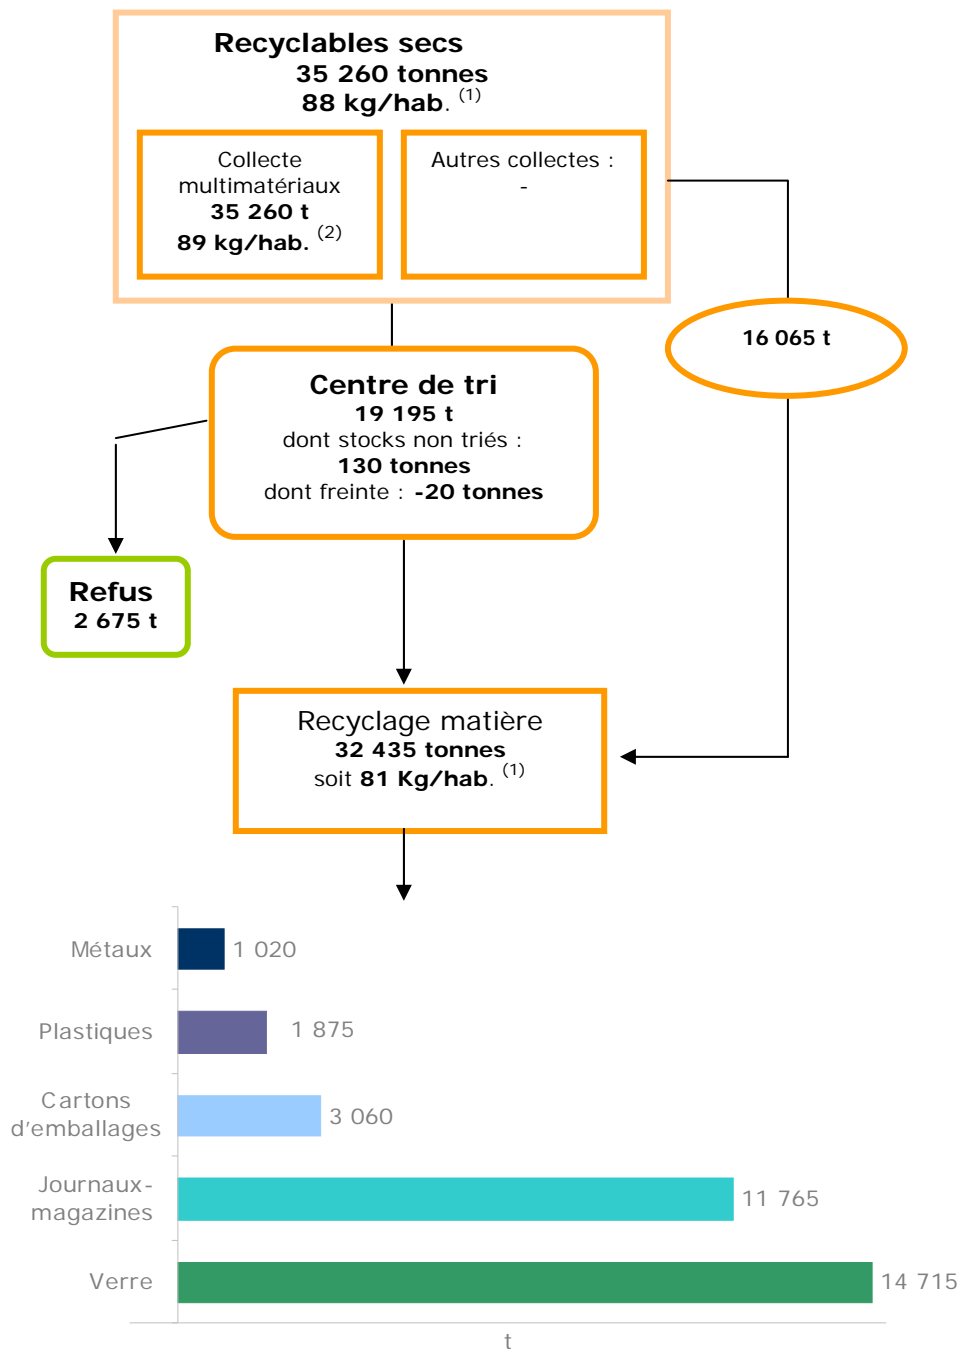 Recyclables secs
35 260 tonnes
88 kg/hab. (1)
Collecte
multimatériaux
35 260 t
89 kg/hab. (2)
Autres collectes :
-
16 065 t
Centre de tri
19 195 t
dont stocks non triés :
130 tonnes
dont freinte : -20 tonnes
Refus
2 675 t
Recyclage matière
32 435 tonnes
soit 81 Kg/hab. (1)
Métaux
1 020
Plastiques
1 875
Cartons
d'emballages
3 060
Journaux-
magazines
11 765
Verre
14 715
t